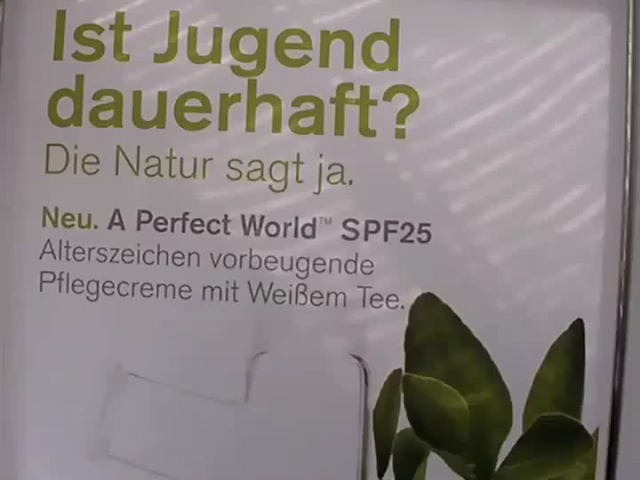 Ist Jugend
dauerhaft?
Die Natur sagt ja.
Neu. A Perfect World™ SPF25
Alterszeichen vorbeugende
Pflegecreme mit Weißem Tee.